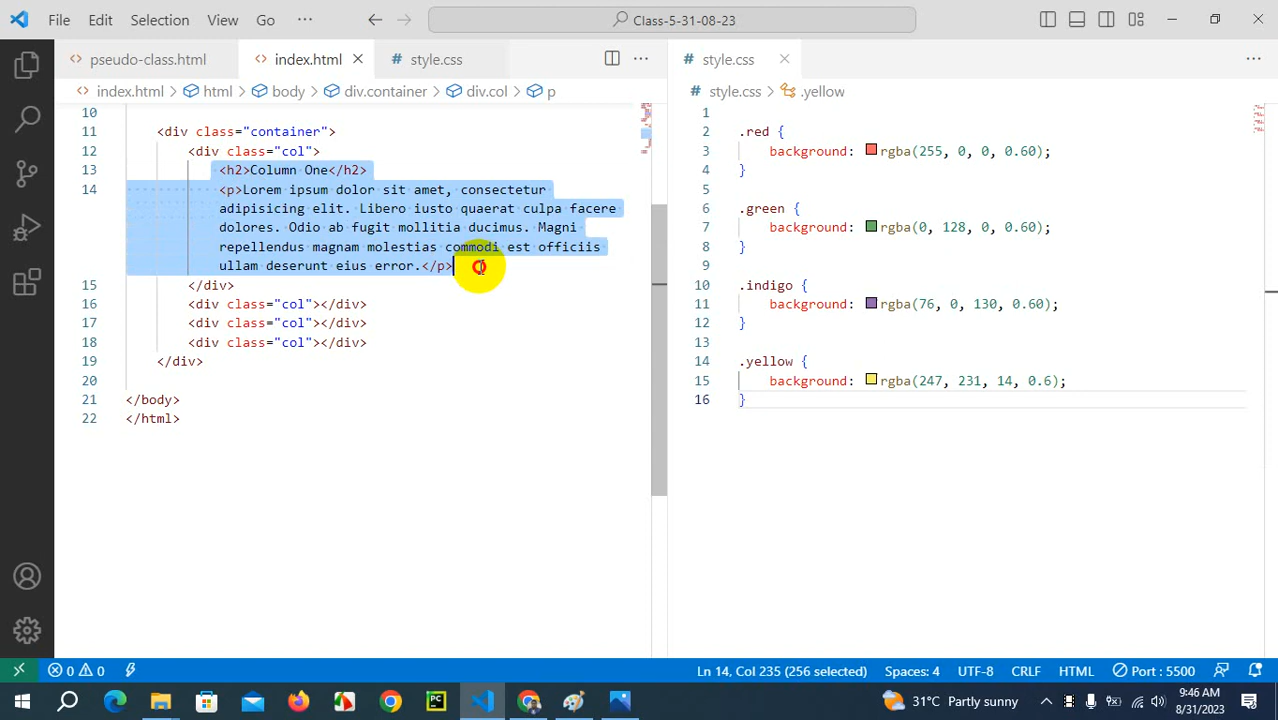 File Edit Selection View Go ··· Class-5-31-08-23
pseudo-class.html index.html style.css
index.html > html > body > div.container > div.col > p
10
11 <div class="container">
12 <div class="col">
13 <h2>Column One</h2>
14 <p>Lorem ipsum dolor sit amet, consectetur
adipisicing elit. Libero iusto quaerat culpa facere
dolores. Odio ab fugit mollitia ducimus. Magni
repellendus magnam molestias commodi est officiis
ullam deserunt eius error.</p>
15 </div>
16 <div class="col"></div>
17 <div class="col"></div>
18 <div class="col"></div>
19 </div>
20
21 </body>
22 </html>
style.css
style.css > .yellow
1
2 .red {
3 background: rgba(255, 0, 0, 0.60);
4 }
5
6 .green {
7 background: rgba(0, 128, 0, 0.60);
8 }
9
10 .indigo {
11 background: rgba(76, 0, 130, 0.60);
12 }
13
14 .yellow {
15 background: rgba(247, 231, 14, 0.6);
16 }
0 0 Ln 14, Col 235 (256 selected) Spaces: 4 UTF-8 CRLF HTML Port : 5500
PC 31°C Partly sunny 9:46 AM
8/31/2023